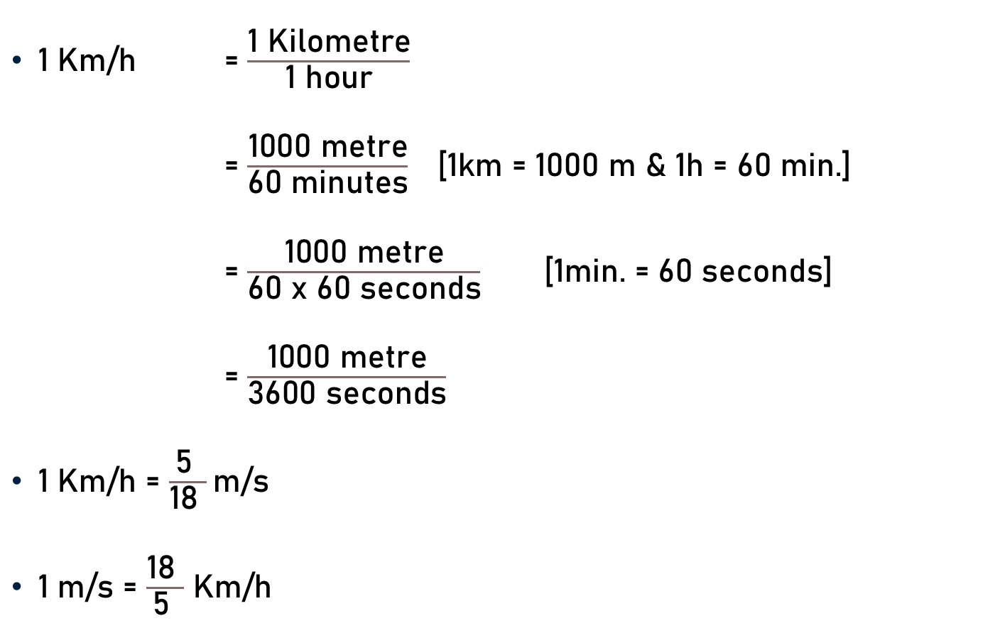 • 1 Km/h = 1 Kilometre / 1 hour
= 1000 metre / 60 minutes [1km = 1000 m & 1h = 60 min.]
= 1000 metre / 60 x 60 seconds [1min. = 60 seconds]
= 1000 metre / 3600 seconds
• 1 Km/h = 5/18 m/s
• 1 m/s = 18/5 Km/h